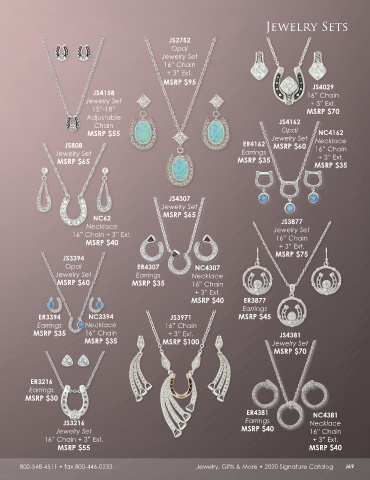 JEWELRY SETS
JS4158
Jewelry Set
15"-18"
Adjustable
Chain
MSRP $55
JS2752
Opal
Jewelry Set
16" Chain
+ 3" Ext.
MSRP $95
JS4029
16" Chain
+ 3" Ext.
MSRP $70
JS808
Jewelry Set
MSRP $65
NC62
Necklace
16" Chain + 3" Ext.
MSRP $40
JS4162
Opal
Jewelry Set
MSRP $60
ER4162
Earrings
MSRP $35
NC4162
Necklace
16" Chain
+ 3" Ext.
MSRP $35
JS4307
Jewelry Set
MSRP $65
ER4307
Earrings
MSRP $35
NC4307
Necklace
16" Chain
+ 3" Ext.
MSRP $40
JS3877
Jewelry Set
16" Chain
+ 3" Ext.
MSRP $75
ER3877
Earrings
MSRP $45
JS3394
Opal
Jewelry Set
MSRP $60
ER3394
Earrings
MSRP $35
NC3394
Necklace
16" Chain
MSRP $35
JS3971
16" Chain
+ 3" Ext.
MSRP $100
JS4381
Jewelry Set
MSRP $70
ER4381
Earrings
MSRP $40
NC4381
Necklace
16" Chain
+ 3" Ext.
MSRP $40
ER3216
Earrings
MSRP $30
JS3216
Jewelry Set
16" Chain + 3" Ext.
MSRP $55
800-548-4511 • fax 800-446-0233
Jewelry, Gifts & More • 2020 Signature Catalog J49